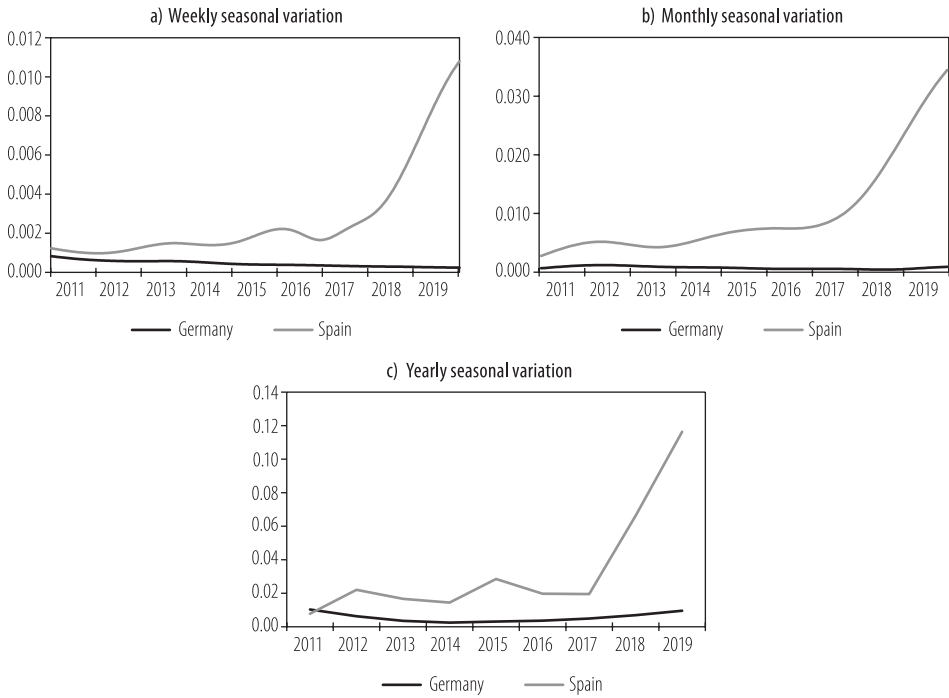 a) Weekly seasonal variation
0.012
0.010
0.008
0.006
0.004
0.002
0.000
2011 2012 2013 2014 2015 2016 2017 2018 2019
Germany Spain
b) Monthly seasonal variation
0.040
0.030
0.020
0.010
0.000
2011 2012 2013 2014 2015 2016 2017 2018 2019
Germany Spain
c) Yearly seasonal variation
0.14
0.12
0.10
0.08
0.06
0.04
0.02
0.00
2011 2012 2013 2014 2015 2016 2017 2018 2019
Germany Spain